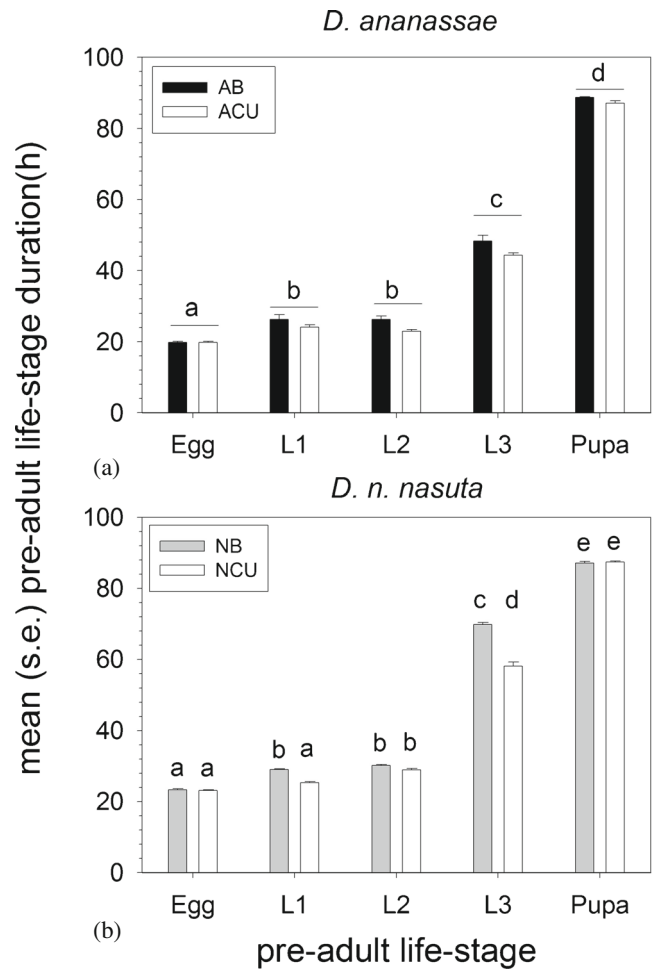 D. ananassae
100
80
60
40
20
0
AB
ACU
a
b
b
c
d
Egg L1 L2 L3 Pupa
(a)
D. n. nasuta
100
80
60
40
20
0
NB
NCU
a a
b a
b b
c d
e e
Egg L1 L2 L3 Pupa
(b)
pre-adult life-stage
mean (s.e.) pre-adult life-stage duration(h)